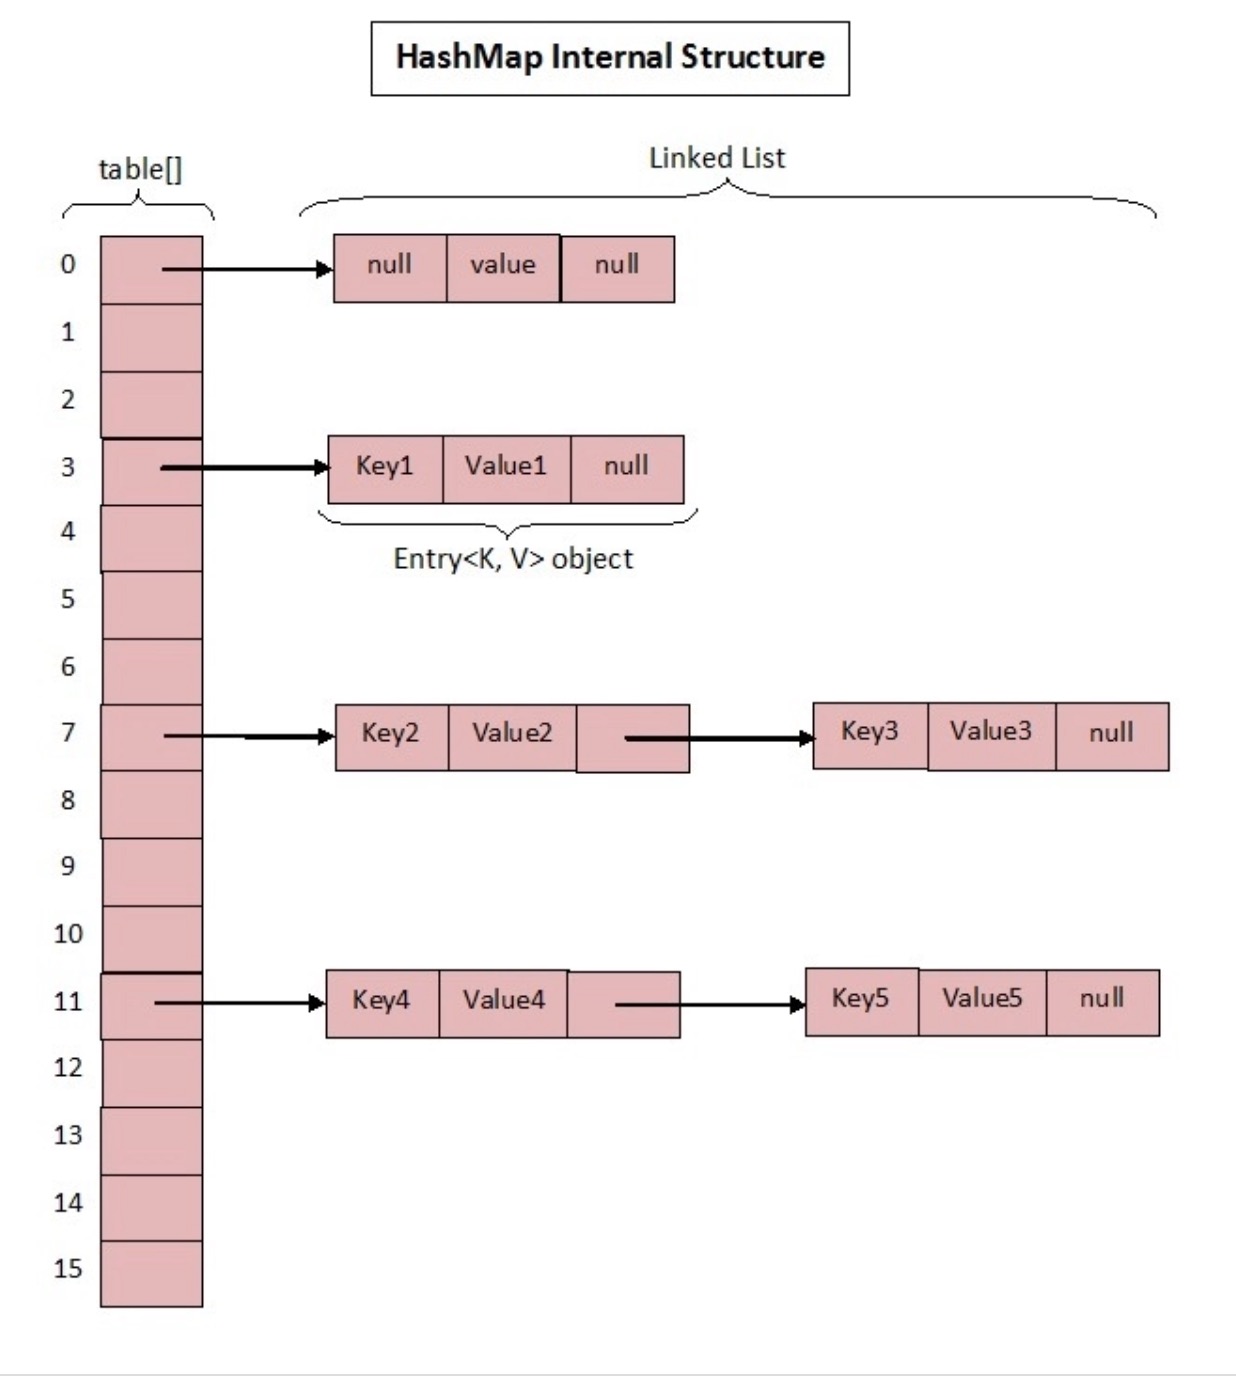 HashMap Internal Structure
table[]
Linked List
0
null value null
1
2
3
Key1 Value1 null
4
Entry<K, V> object
5
6
7
Key2 Value2
Key3 Value3 null
8
9
10
11
Key4 Value4
Key5 Value5 null
12
13
14
15